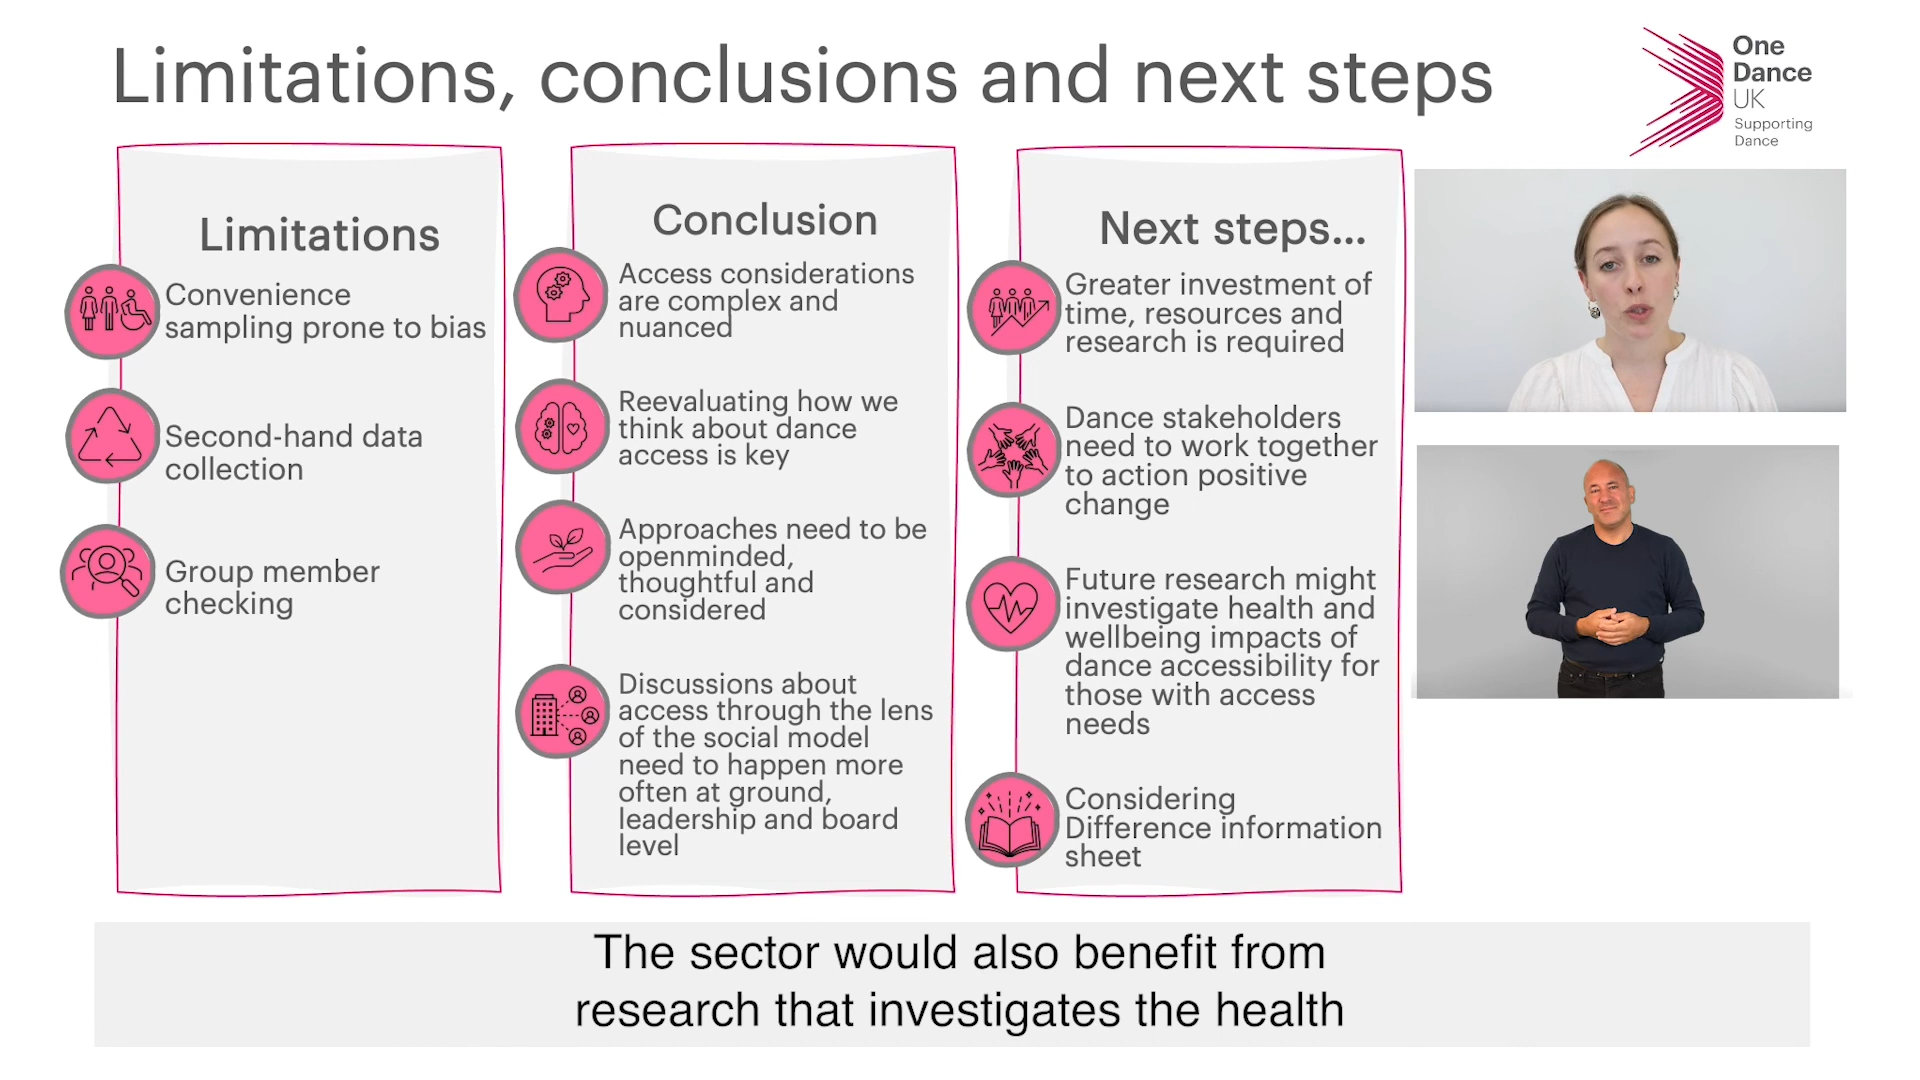 Limitations, conclusions and next steps
One
Dance
UK
Supporting
Dance
Limitations
Convenience
sampling prone to bias
Second-hand data
collection
Group member
checking
Conclusion
Access considerations
are complex and
nuanced
Reevaluating how we
think about dance
access is key
Approaches need to be
openminded,
thoughtful and
considered
Discussions about
access through the lens
of the social model
need to happen more
often at ground,
leadership and board
level
Next steps...
Greater investment of
time, resources and
research is required
Dance stakeholders
need to work together
to action positive
change
Future research might
investigate health and
wellbeing impacts of
dance accessibility for
those with access
needs
Considering
Difference information
sheet
The sector would also benefit from
research that investigates the health